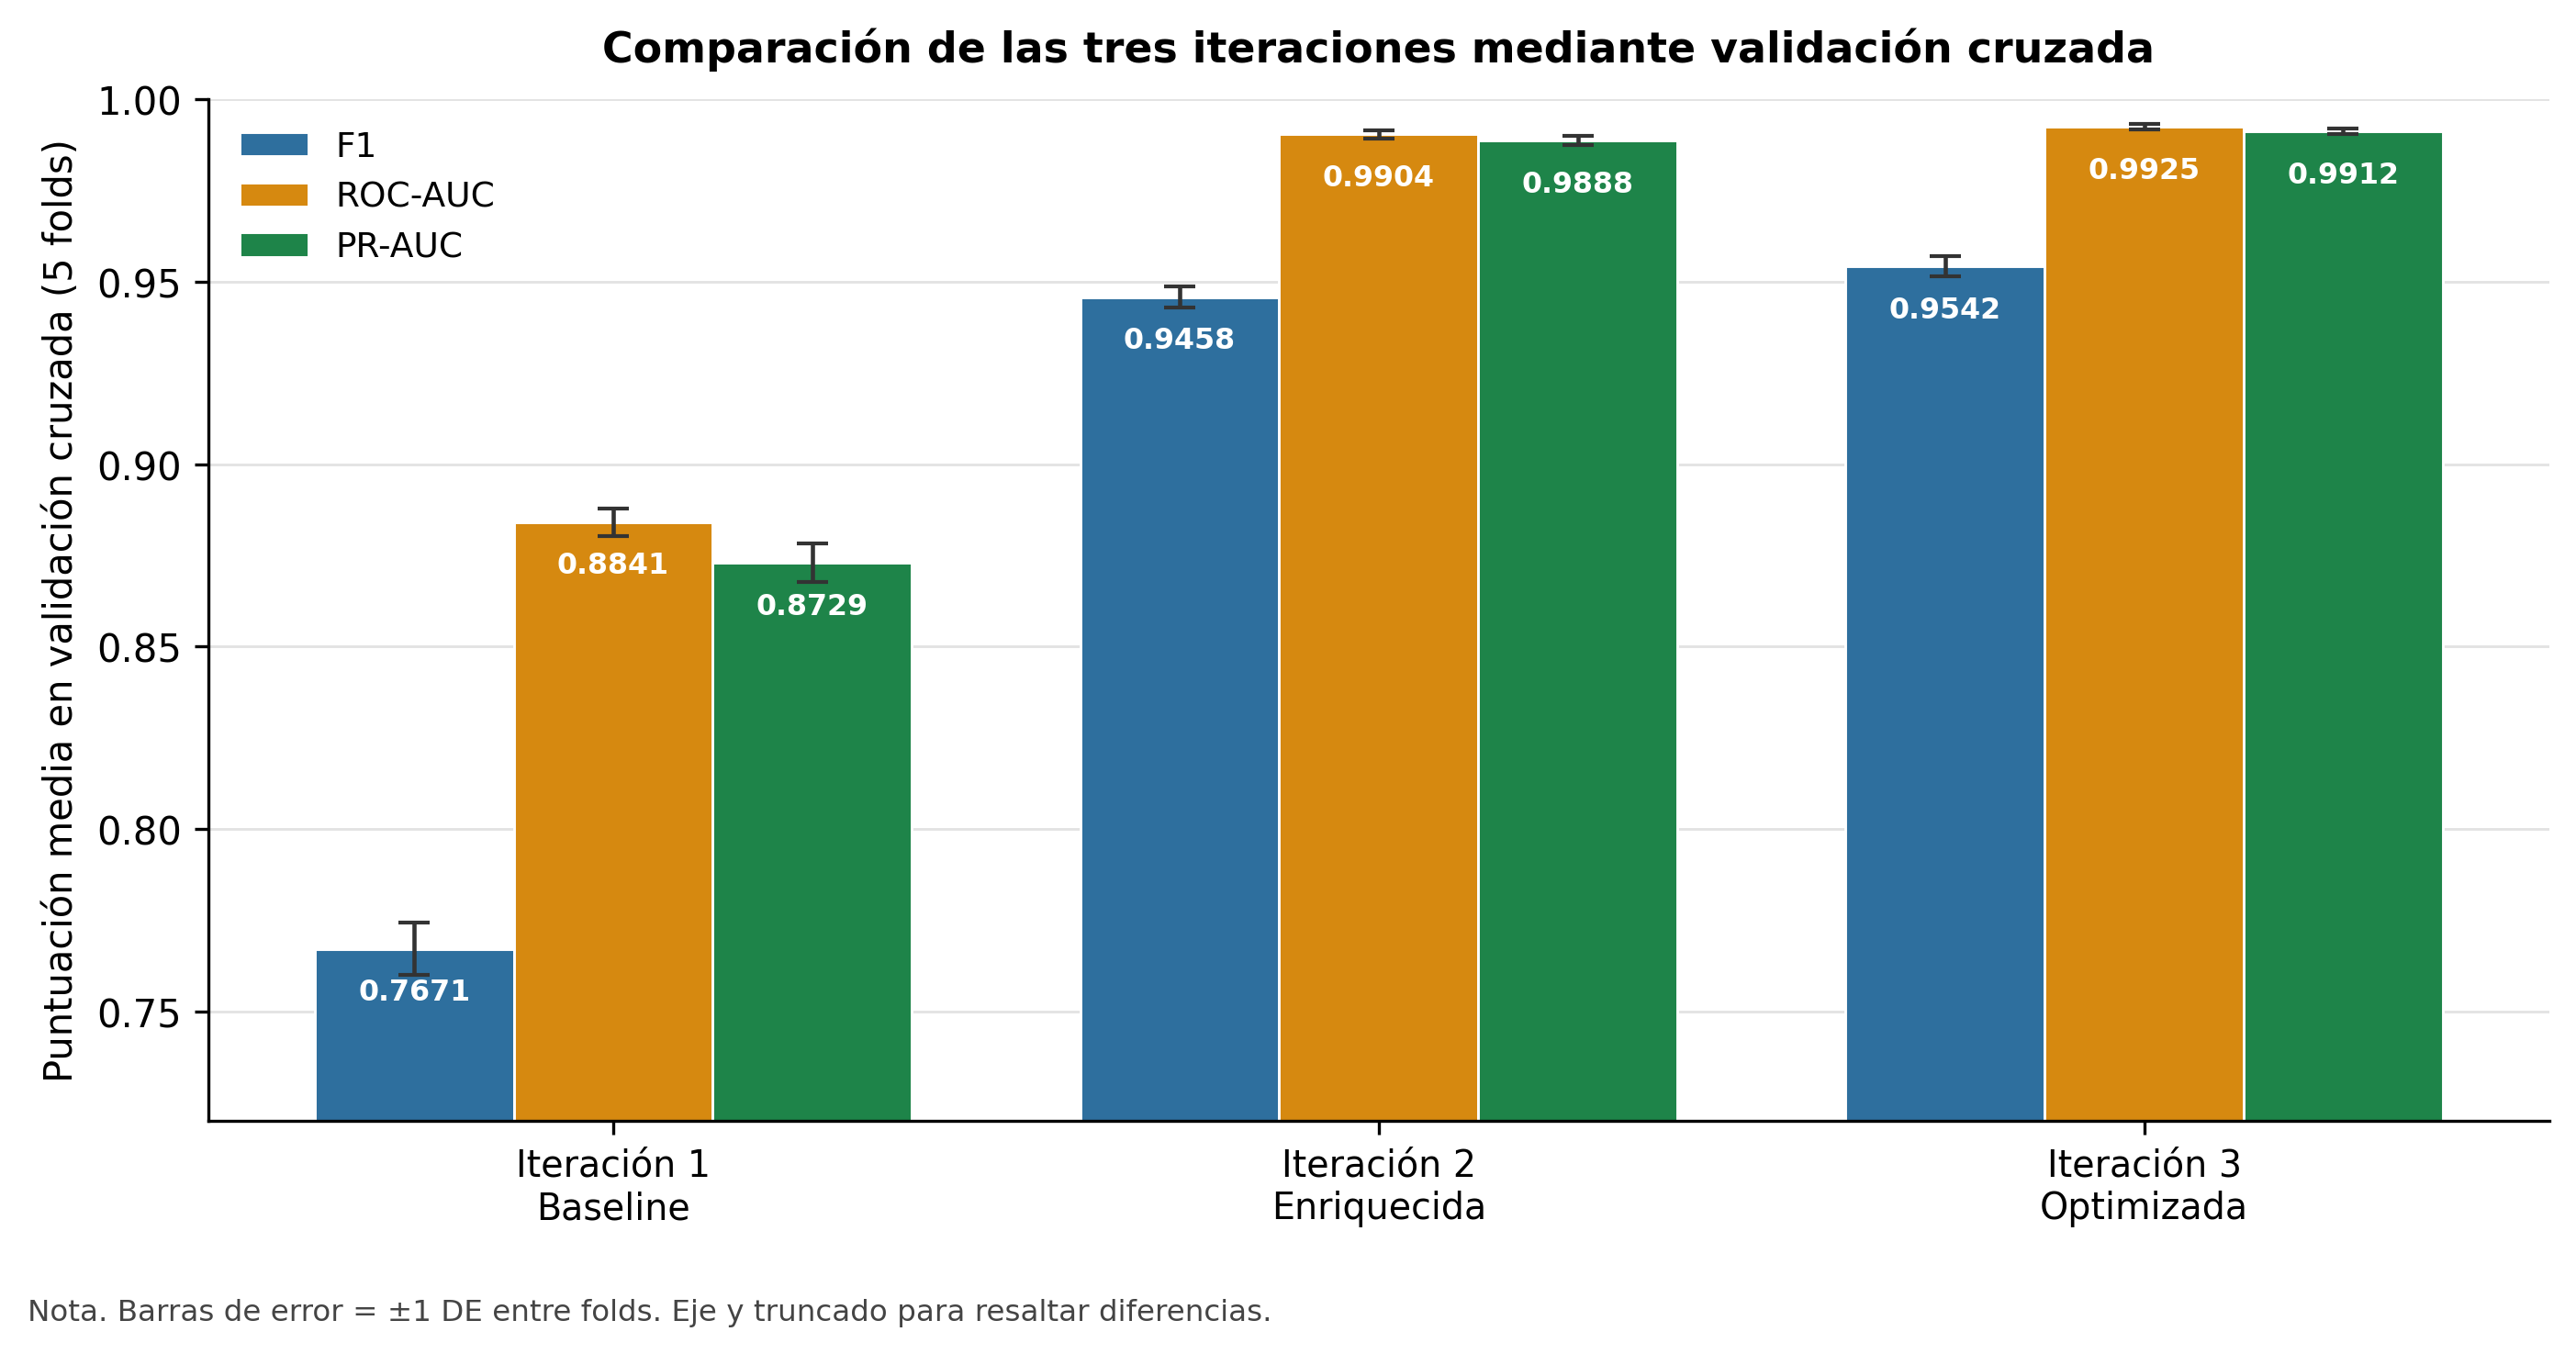 Comparación de las tres iteraciones mediante validación cruzada
Puntuación media en validación cruzada (5 folds)
1.00
0.95
0.90
0.85
0.80
0.75
F1
ROC-AUC
PR-AUC
0.7671
0.8841
0.8729
0.9458
0.9904
0.9888
0.9542
0.9925
0.9912
Iteración 1
Baseline
Iteración 2
Enriquecida
Iteración 3
Optimizada
Nota. Barras de error = ±1 DE entre folds. Eje y truncado para resaltar diferencias.